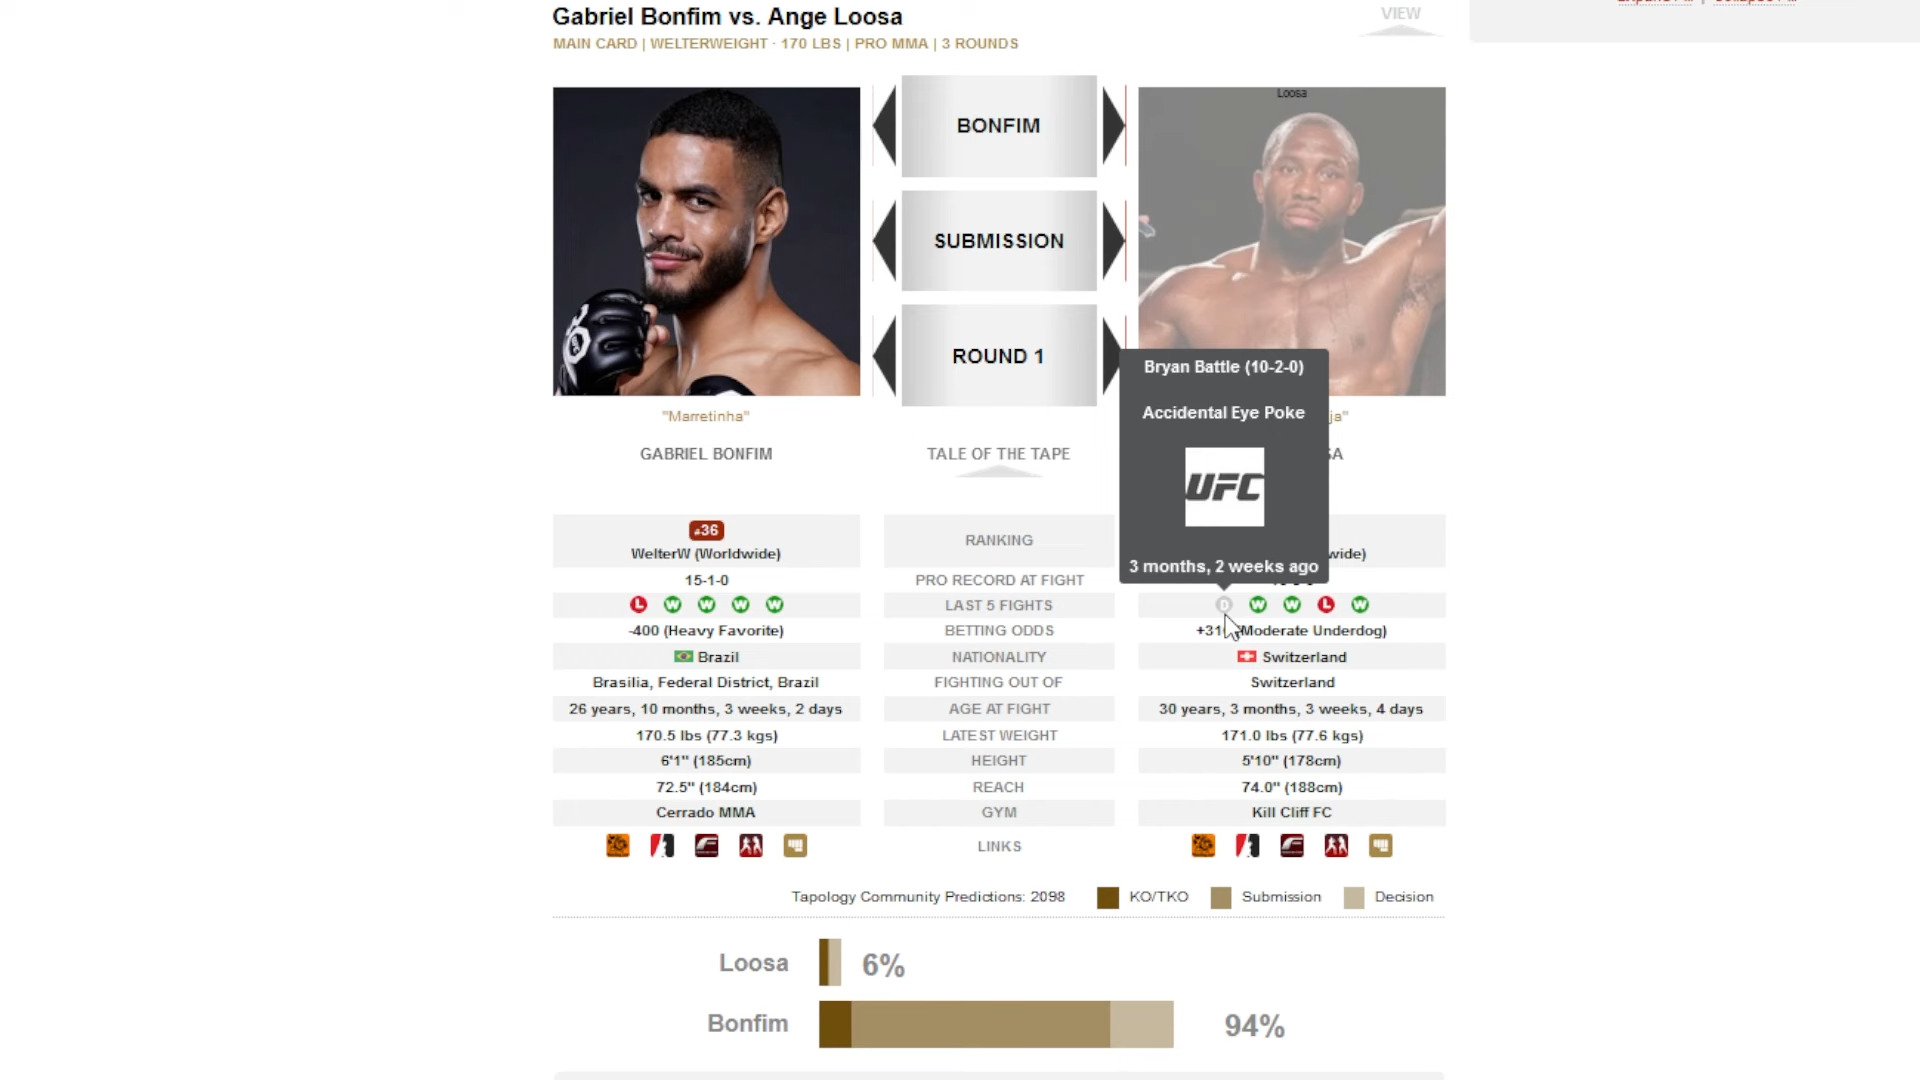 Gabriel Bonfim vs. Ange Loosa
MAIN CARD | WELTERWEIGHT · 170 LBS | PRO MMA | 3 ROUNDS
VIEW
BONFIM
SUBMISSION
ROUND 1
Loosa
"Marretinha"
ja"
GABRIEL BONFIM
TALE OF THE TAPE
SA
Bryan Battle (10-2-0)
Accidental Eye Poke
UFC
3 months, 2 weeks ago
#36
WelterW (Worldwide)
RANKING
wide)
15-1-0
PRO RECORD AT FIGHT
L W W W W
LAST 5 FIGHTS
D W W L W
-400 (Heavy Favorite)
BETTING ODDS
+31 Moderate Underdog)
Brazil
NATIONALITY
Switzerland
Brasilia, Federal District, Brazil
FIGHTING OUT OF
Switzerland
26 years, 10 months, 3 weeks, 2 days
AGE AT FIGHT
30 years, 3 months, 3 weeks, 4 days
170.5 lbs (77.3 kgs)
LATEST WEIGHT
171.0 lbs (77.6 kgs)
6'1" (185cm)
HEIGHT
5'10" (178cm)
72.5" (184cm)
REACH
74.0" (188cm)
Cerrado MMA
GYM
Kill Cliff FC
LINKS
Tapology Community Predictions: 2098
KO/TKO
Submission
Decision
Loosa
6%
Bonfim
94%